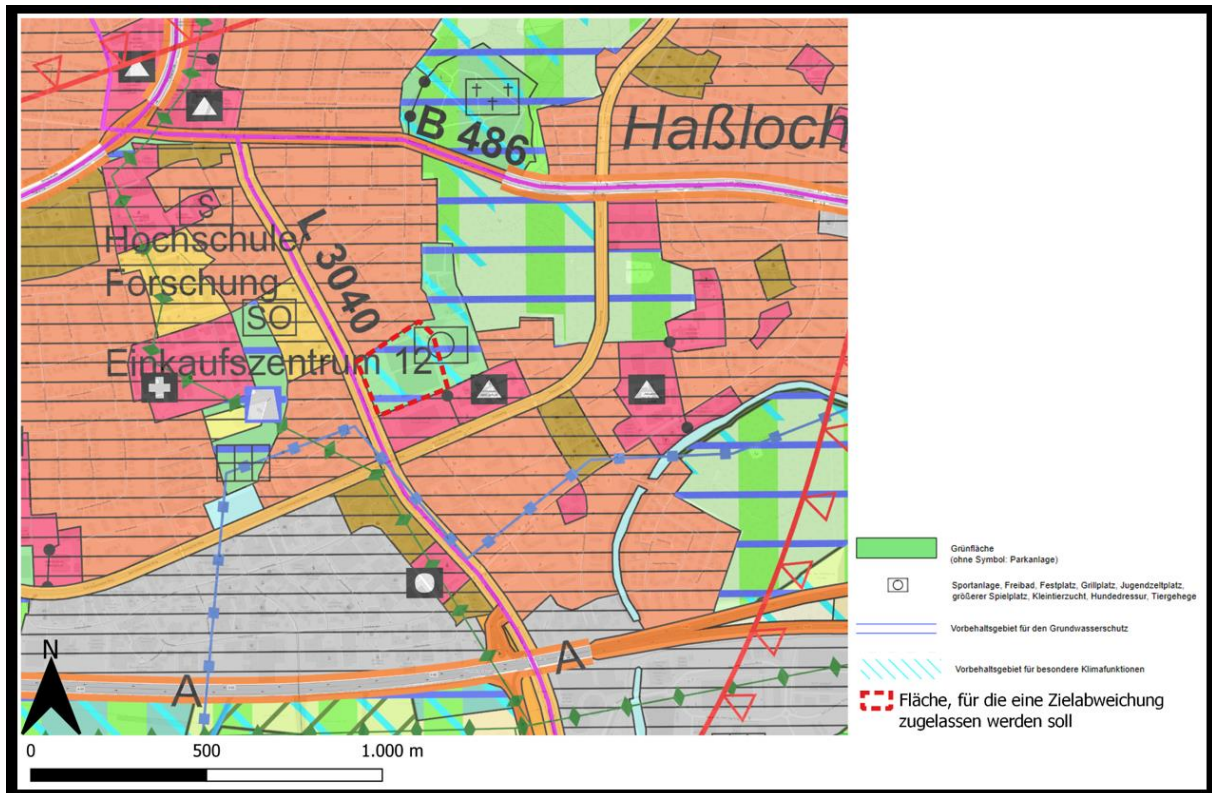 B 486
Haßloch
S
Hochschule/
Forschung
L 3040
SO
Einkaufszentrum 12
A
A
N
0 500 1.000 m
Grünfläche
(ohne Symbol: Parkanlage)
Sportanlage, Freibad, Festplatz, Grillplatz, Jugendzeltplatz,
größerer Spielplatz, Kleintierzucht, Hundedressur, Tiergehege
Vorbehaltsgebiet für den Grundwasserschutz
Vorbehaltsgebiet für besondere Klimafunktionen
Fläche, für die eine Zielabweichung
zugelassen werden soll